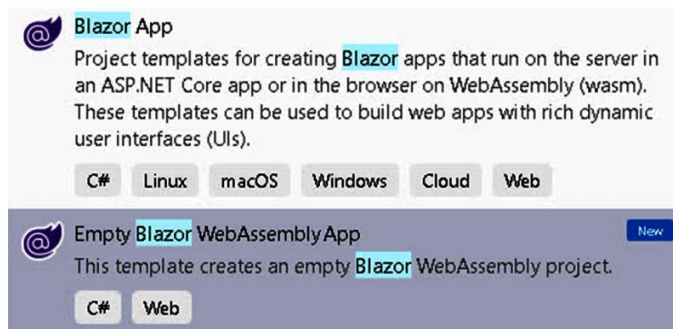 Blazor App
Project templates for creating Blazor apps that run on the server in
an ASP.NET Core app or in the browser on WebAssembly (wasm).
These templates can be used to build web apps with rich dynamic
user interfaces (UIs).
C# Linux macOS Windows Cloud Web
Empty Blazor WebAssembly App New
This template creates an empty Blazor WebAssembly project.
C# Web